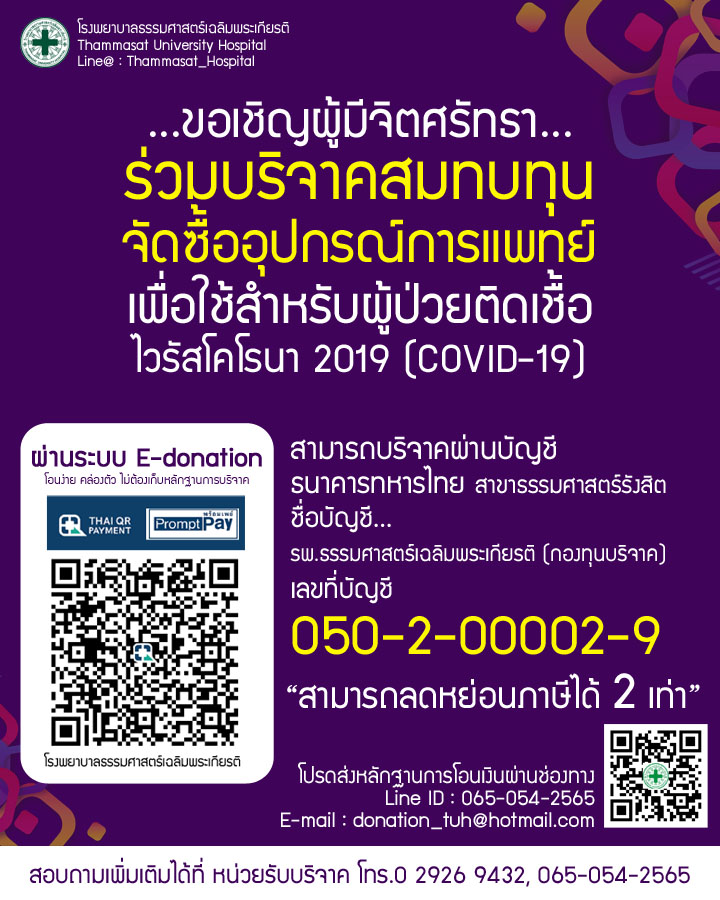 โรงพยาบาลธรรมศาสตร์เฉลิมพระเกียรติ
Thammasat University Hospital
Line@ : Thammasat_Hospital
...ขอเชิญผู้มีจิตศรัทธา...
ร่วมบริจาคสมทบทุน
จัดซื้ออุปกรณ์การแพทย์
เพื่อใช้สำหรับผู้ป่วยติดเชื้อ
ไวรัสโคโรนา 2019 (COVID-19)
ผ่านระบบ E-donation
โอนง่าย คล่องตัว ไม่ต้องเก็บหลักฐานการบริจาค
THAI QR
PAYMENT
พร้อมเพย์
PromptPay
โรงพยาบาลธรรมศาสตร์เฉลิมพระเกียรติ
สามารถบริจาคผ่านบัญชี
ธนาคารทหารไทย สาขาธรรมศาสตร์รังสิต
ชื่อบัญชี...
รพ.ธรรมศาสตร์เฉลิมพระเกียรติ (กองทุนบริจาค)
เลขที่บัญชี
050-2-00002-9
“สามารถลดหย่อนภาษีได้ 2 เท่า”
โปรดส่งหลักฐานการโอนเงินผ่านช่องทาง
Line ID : 065-054-2565
E-mail : donation_tuh@hotmail.com
สอบถามเพิ่มเติมได้ที่ หน่วยรับบริจาค โทร.0 2926 9432, 065-054-2565